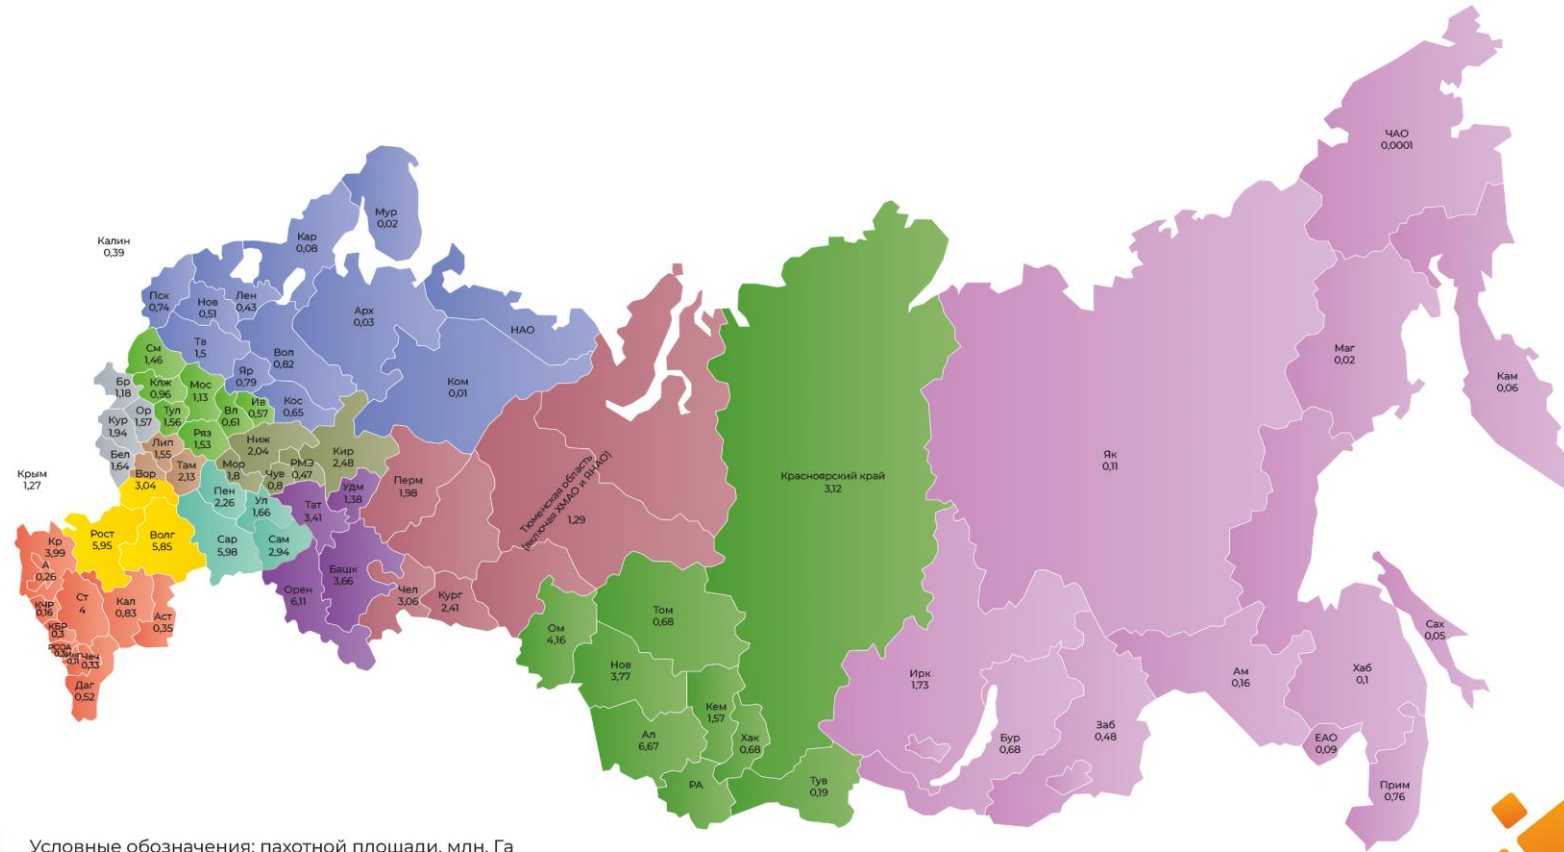 ЧАО
0,0001
Мур
0,02
Кар
0,08
Калин
0,39
Пск
0,74
Нов
0,51
Лен
0,43
Арх
0,03
НАО
Тв
1,5
Вол
0,82
См
1,46
Яр
0,79
Ком
0,01
Маг
0,02
Кам
0,06
Бр
1,18
Клж
0,96
Мос
1,13
Ив
0,57
Кос
0,65
Ор
1,57
Тул
1,56
Вл
0,61
Кур
1,94
Ряз
1,53
Лип
1,55
Ниж
2,04
Кир
2,48
Бел
1,64
Там
2,13
Мор
1,8
РМЭ
0,47
Чув
0,8
Крым
1,27
Вор
3,04
Пен
2,26
Ул
1,66
Тат
3,41
Удм
1,38
Перм
1,98
Тюменская область
(включая ХМАО и ЯНАО)
1,29
Красноярский край
3,12
Як
0,11
Рост
5,95
Волг
5,85
Сар
5,98
Сам
2,94
Кр
3,99
А
0,26
Башк
3,66
Орен
6,11
Чел
3,06
Кург
2,41
Ст
4
Кал
0,83
Аст
0,35
КЧР
0,16
КБР
0,3
РСОА
0,3
Инг
0,11
Чеч
0,33
Даг
0,52
Ом
4,16
Том
0,68
Нов
3,77
Кем
1,57
Ал
6,67
Хак
0,68
РА
Тув
0,19
Ирк
1,73
Бур
0,68
Заб
0,48
Ам
0,16
Хаб
0,1
Сах
0,05
ЕАО
0,09
Прим
0,76
Условные обозначения: пахотной площади, млн. Га